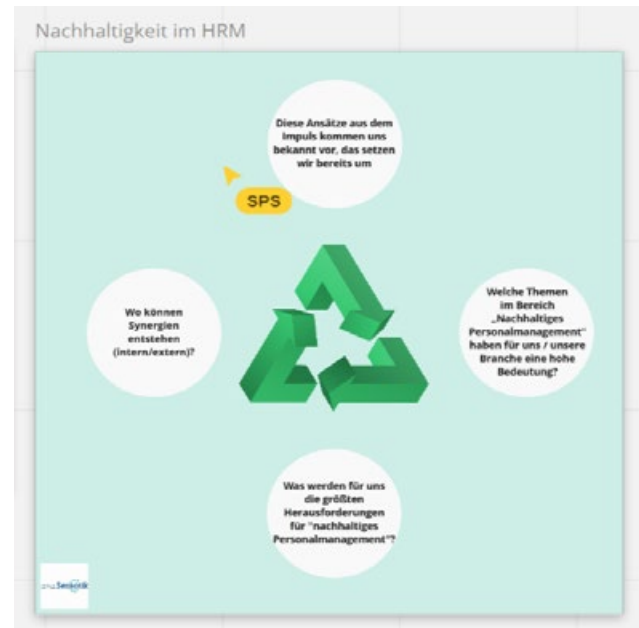 Nachhaltigkeit im HRM
Diese Ansätze aus dem
Impuls kommen uns
bekannt vor, das setzen
wir bereits um
SPS
Wo können
Synergien
entstehen
(intern/extern)?
Welche Themen
im Bereich
„Nachhaltiges
Personalmanagement“
haben für uns / unsere
Branche eine hohe
Bedeutung?
Was werden für uns
die größten
Herausforderungen
für "nachhaltiges
Personalmanagement"?